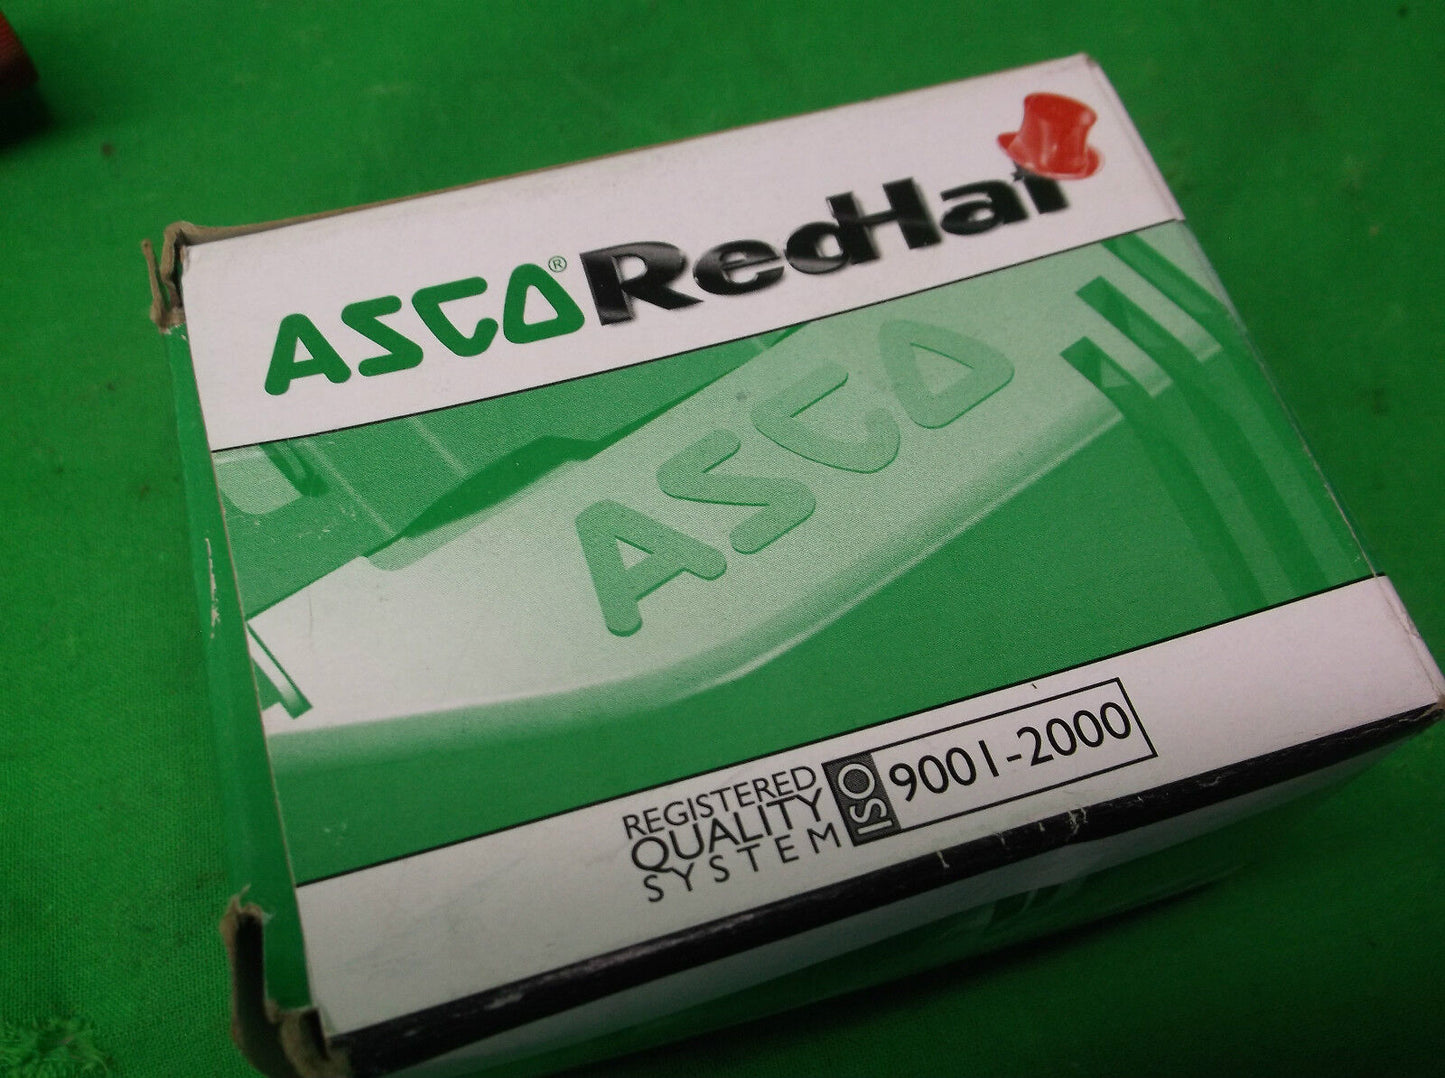 ASCO® RedHat
ASCO
REGISTERED
QUALITY
SYSTEM
ISO 9001-2000